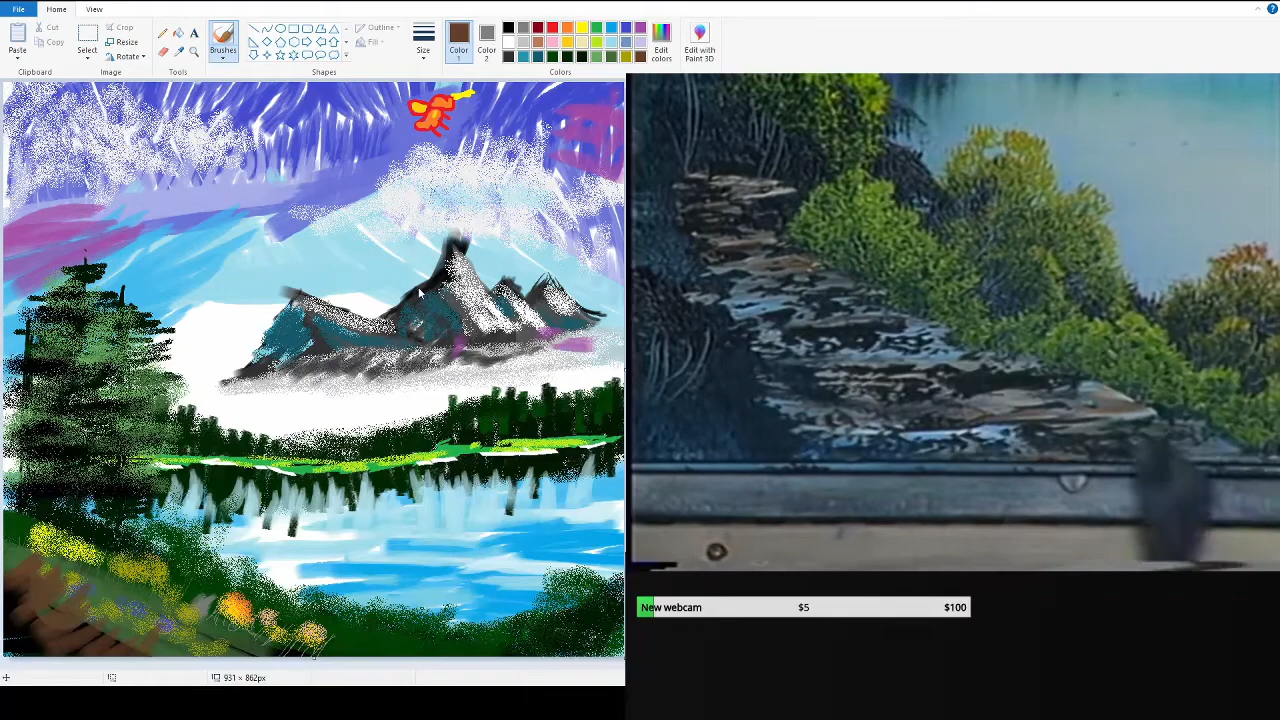 File Home View
Paste
Cut
Copy
Clipboard
Select
Crop
Resize
Rotate
Image
A
Tools
Brushes
Outline
Fill
Shapes
Size
Color
1
Color
2
Edit
colors
Colors
Edit with
Paint 3D
931 × 862px
New webcam $5 $100